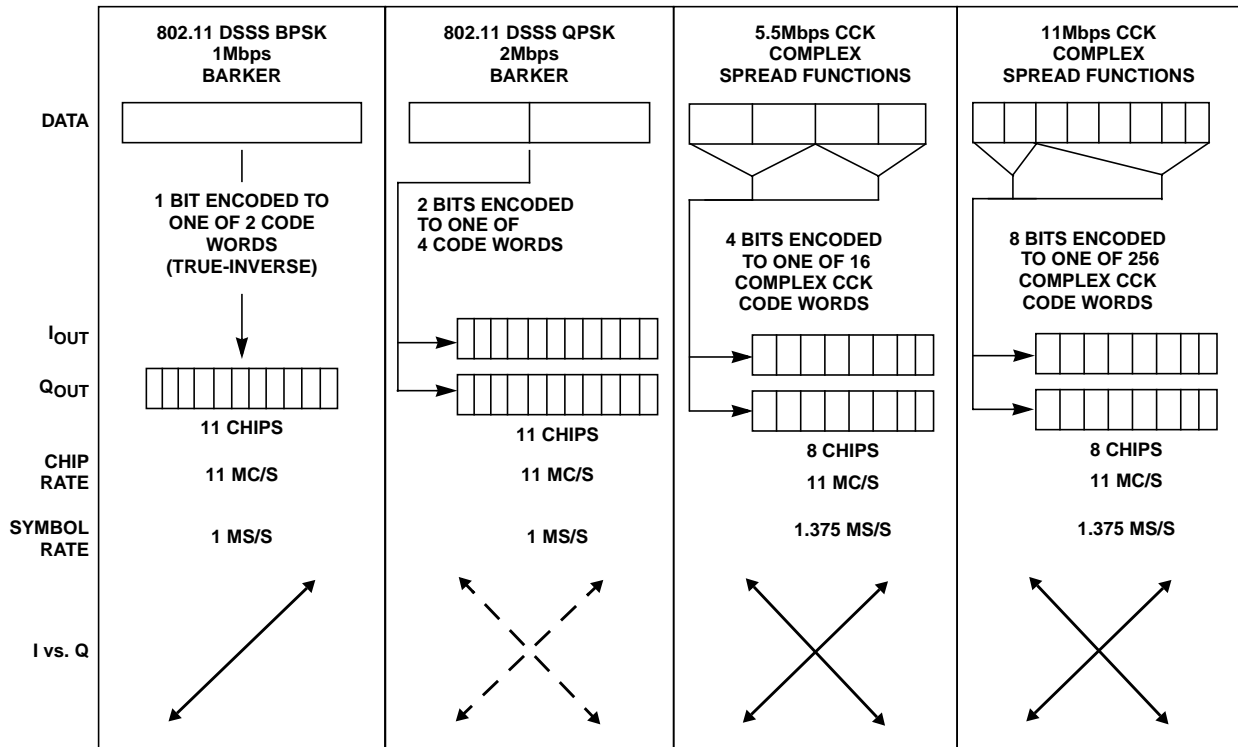 802.11 DSSS BPSK
1Mbps
BARKER
802.11 DSSS QPSK
2Mbps
BARKER
5.5Mbps CCK
COMPLEX
SPREAD FUNCTIONS
11Mbps CCK
COMPLEX
SPREAD FUNCTIONS
DATA
1 BIT ENCODED TO
ONE OF 2 CODE
WORDS
(TRUE-INVERSE)
2 BITS ENCODED
TO ONE OF
4 CODE WORDS
4 BITS ENCODED
TO ONE OF 16
COMPLEX CCK
CODE WORDS
8 BITS ENCODED
TO ONE OF 256
COMPLEX CCK
CODE WORDS
IOUT
QOUT
11 CHIPS
11 CHIPS
8 CHIPS
8 CHIPS
CHIP
RATE
11 MC/S
11 MC/S
11 MC/S
11 MC/S
SYMBOL
RATE
1 MS/S
1 MS/S
1.375 MS/S
1.375 MS/S
I vs. Q